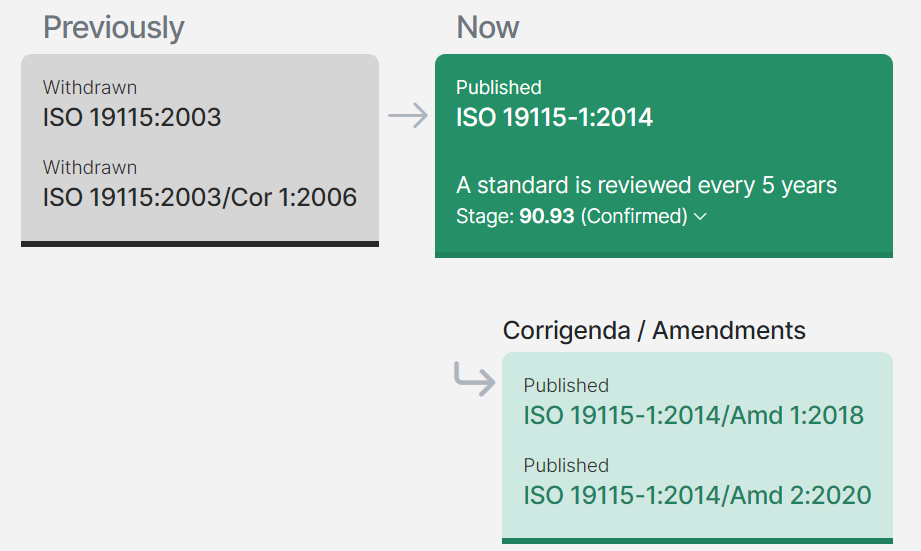 Previously
Withdrawn
ISO 19115:2003
Withdrawn
ISO 19115:2003/Cor 1:2006
Now
Published
ISO 19115-1:2014
A standard is reviewed every 5 years
Stage: 90.93 (Confirmed)
Corrigenda / Amendments
Published
ISO 19115-1:2014/Amd 1:2018
Published
ISO 19115-1:2014/Amd 2:2020